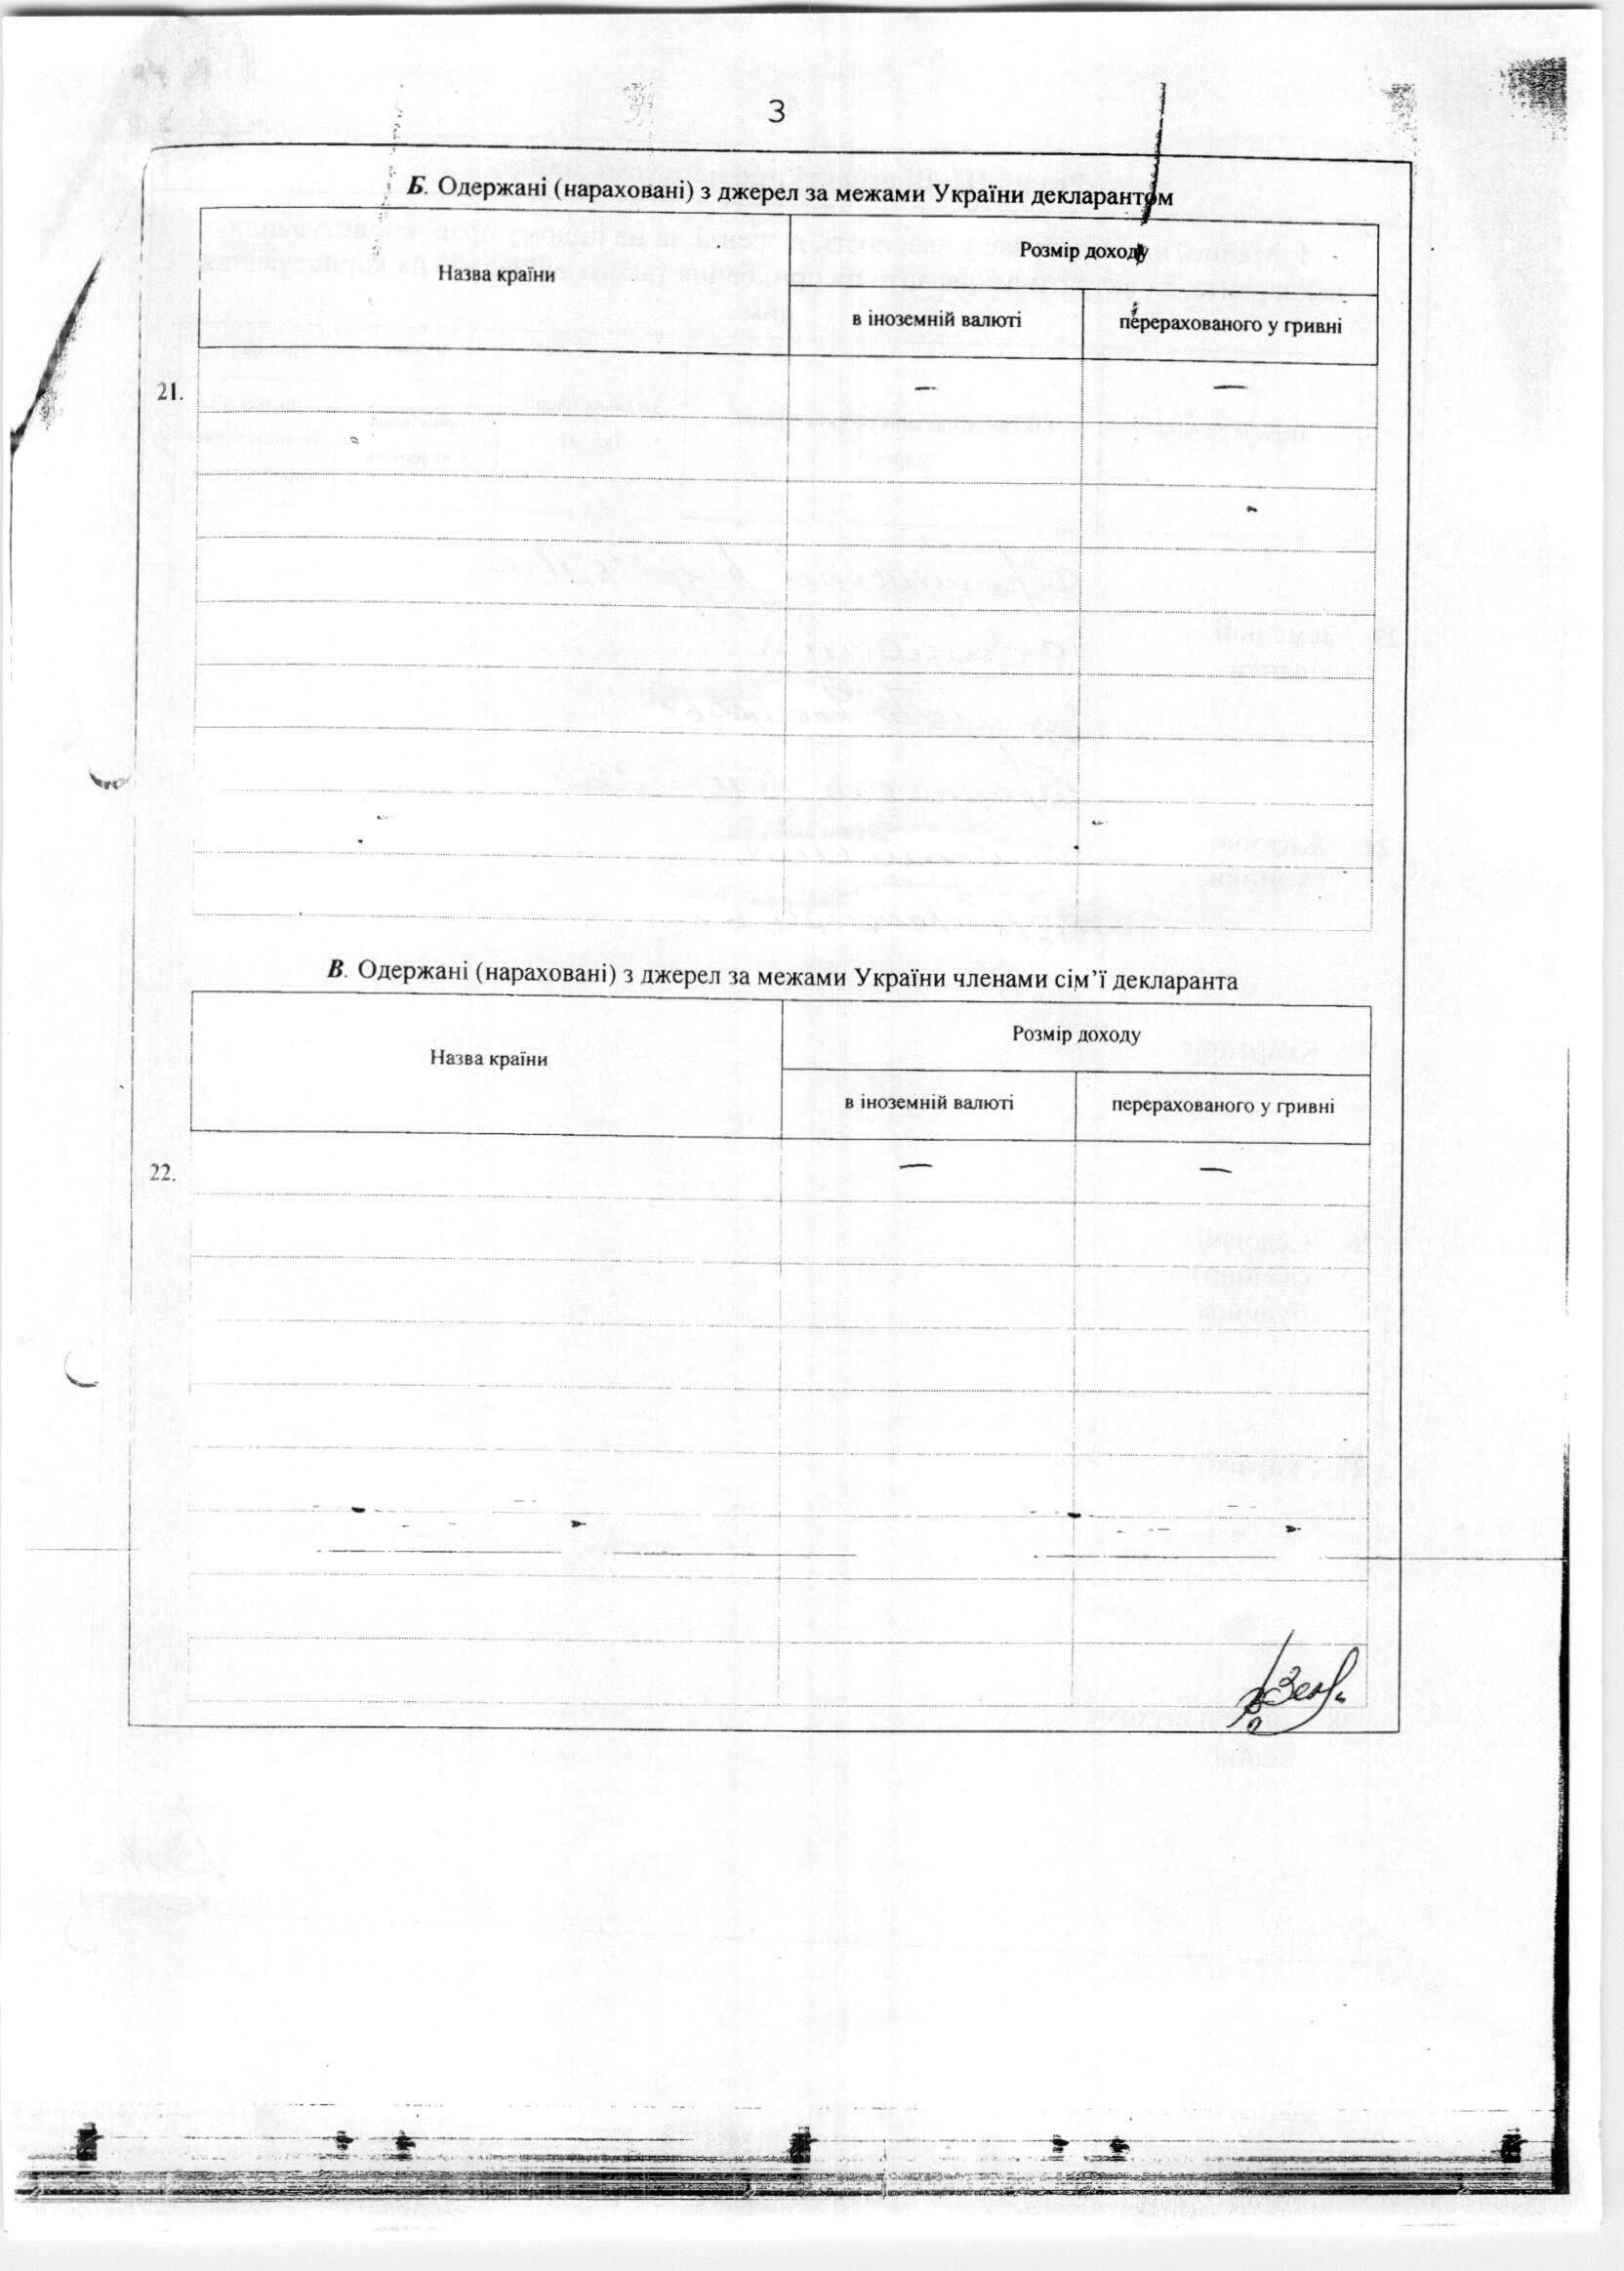 3
Б. Одержані (нараховані) з джерел за межами України декларантом
Назва країни
Розмір доходу
в іноземній валюті
перерахованого у гривні
21.
—
—
В. Одержані (нараховані) з джерел за межами України членами сім’ї декларанта
Назва країни
Розмір доходу
в іноземній валюті
перерахованого у гривні
22.
—
—